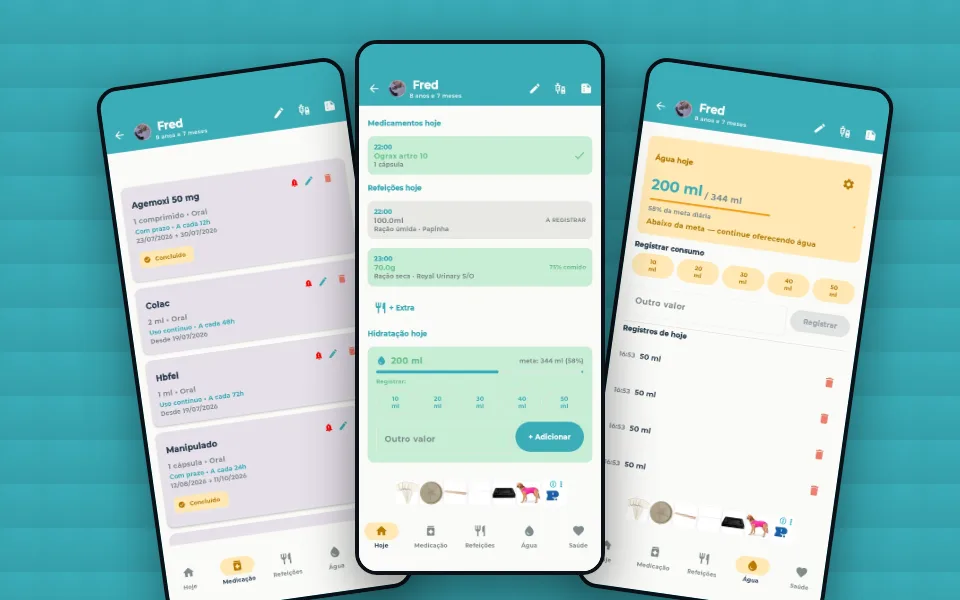 Fred
8 anos e 7 meses
Agemoxi 50 mg
1 comprimido • Oral
Com prazo • A cada 12h
23/07/2026 → 30/07/2026
Concluído
Colac
2 ml • Oral
Uso contínuo • A cada 68h
Desde 19/07/2026
Hbfel
1 ml • Oral
Uso contínuo • A cada 72h
Desde 19/07/2026
Manipulado
1 cápsula • Oral
Com prazo • A cada 24h
12/08/2026 → 11/10/2026
Concluído
Hoje
Medicação
Refeições
Água
Fred
8 anos e 7 meses
Medicamentos hoje
22:00
Ograx artro 10
1 cápsula
Refeições hoje
22:00
100.0ml
Ração úmida - Papinha
A REGISTRAR
23:00
70.0g
Ração seca - Royal Urinary S/O
71% comido
+ Extra
Hidratação hoje
200 ml
meta: 344 ml (58%)
Registrar:
10 ml
20 ml
30 ml
40 ml
50 ml
Outro valor
+ Adicionar
Hoje
Medicação
Refeições
Água
Saúde
Fred
8 anos e 7 meses
Água hoje
200 ml / 344 ml
58% da meta diária
Abaixo da meta — continue oferecendo água
Registrar consumo
10 ml
20 ml
30 ml
40 ml
50 ml
Outro valor
Registrar
Registros de hoje
16:53 50 ml
16:53 50 ml
16:53 50 ml
16:53 50 ml
Medicação
Refeições
Água
Saúde